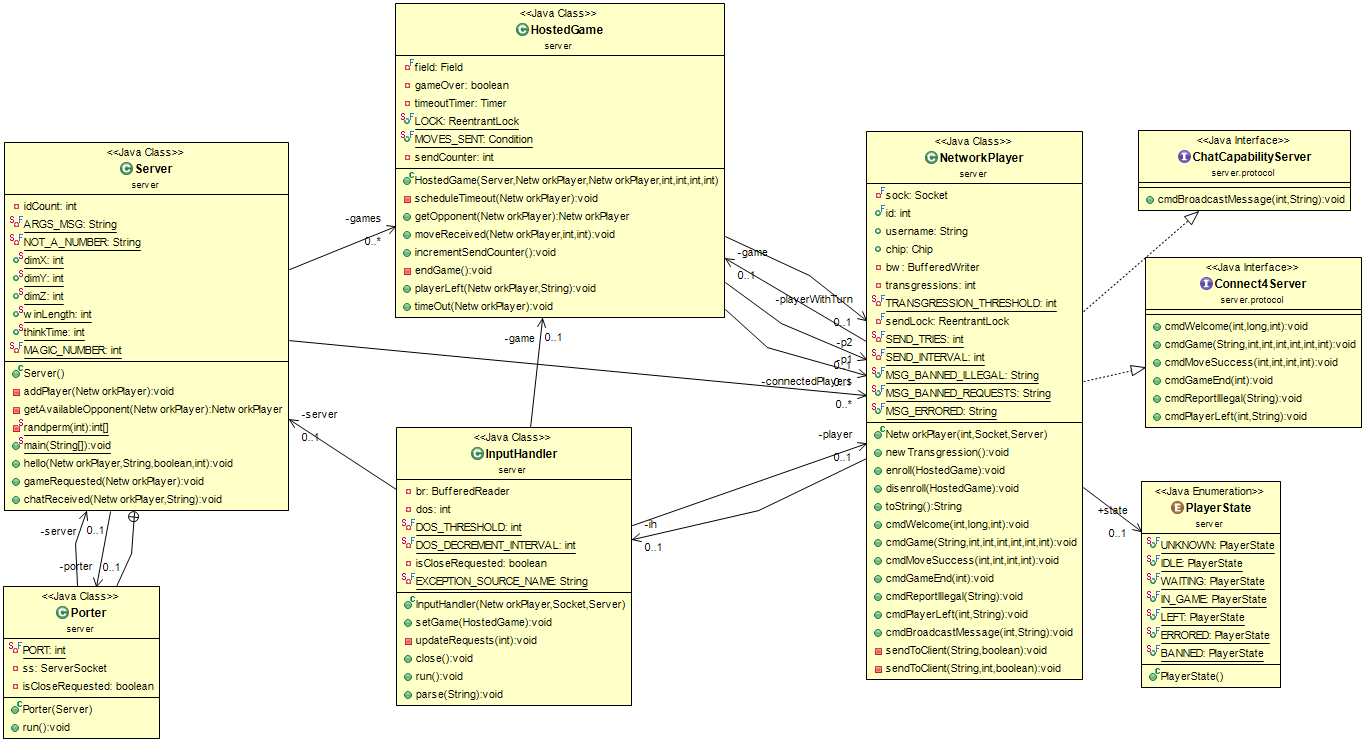 <<Java Class>>
HostedGame
server
field: Field
gameOver: boolean
timeoutTimer: Timer
LOCK: ReentrantLock
MOVES_SENT: Condition
sendCounter: int
HostedGame(Server,NetworkPlayer,NetworkPlayer,int,int,int,int)
scheduleTimeout(NetworkPlayer):void
getOpponent(NetworkPlayer):NetworkPlayer
moveReceived(NetworkPlayer,int,int):void
incrementSendCounter():void
endGame():void
playerLeft(NetworkPlayer,String):void
timeOut(NetworkPlayer):void
<<Java Class>>
Server
server
idCount: int
ARGS_MSG: String
NOT_A_NUMBER: String
dimX: int
dimY: int
dimZ: int
winLength: int
thinkTime: int
MAGIC_NUMBER: int
Server()
addPlayer(NetworkPlayer):void
getAvailableOpponent(NetworkPlayer):NetworkPlayer
randperm(int):int[]
main(String[]):void
hello(NetworkPlayer,String,boolean,int):void
gameRequested(NetworkPlayer):void
chatReceived(NetworkPlayer,String):void
-games
0..*
-game
0..1
-playerWithTurn
0..1
-p2
0..1
-p1
-connectedPlayers
0..*
-game
0..1
-server
0..1
-player
0..1
-ih
0..1
-server
0..1
-porter
0..1
+state
0..1
<<Java Class>>
NetworkPlayer
server
sock: Socket
id: int
username: String
chip: Chip
bw: BufferedWriter
transgressions: int
TRANSGRESSION_THRESHOLD: int
sendLock: ReentrantLock
SEND_TRIES: int
SEND_INTERVAL: int
MSG_BANNED_ILLEGAL: String
MSG_BANNED_REQUESTS: String
MSG_ERRORED: String
NetworkPlayer(int,Socket,Server)
newTransgression():void
enroll(HostedGame):void
disenroll(HostedGame):void
toString():String
cmdWelcome(int,long,int):void
cmdGame(String,int,int,int,int,int,int):void
cmdMoveSuccess(int,int,int,int):void
cmdGameEnd(int):void
cmdReportIllegal(String):void
cmdPlayerLeft(int,String):void
cmdBroadcastMessage(int,String):void
sendToClient(String,boolean):void
sendToClient(String,int,boolean):void
<<Java Interface>>
ChatCapabilityServer
server.protocol
cmdBroadcastMessage(int,String):void
<<Java Interface>>
Connect4Server
server.protocol
cmdWelcome(int,long,int):void
cmdGame(String,int,int,int,int,int,int):void
cmdMoveSuccess(int,int,int,int):void
cmdGameEnd(int):void
cmdReportIllegal(String):void
cmdPlayerLeft(int,String):void
<<Java Class>>
InputHandler
server
br: BufferedReader
dos: int
DOS_THRESHOLD: int
DOS_DECREMENT_INTERVAL: int
isCloseRequested: boolean
EXCEPTION_SOURCE_NAME: String
InputHandler(NetworkPlayer,Socket,Server)
setGame(HostedGame):void
updateRequests(int):void
close():void
run():void
parse(String):void
<<Java Enumeration>>
PlayerState
server
UNKNOWN: PlayerState
IDLE: PlayerState
WAITING: PlayerState
IN_GAME: PlayerState
LEFT: PlayerState
ERRORED: PlayerState
BANNED: PlayerState
PlayerState()
<<Java Class>>
Porter
server
PORT: int
ss: ServerSocket
isCloseRequested: boolean
Porter(Server)
run():void